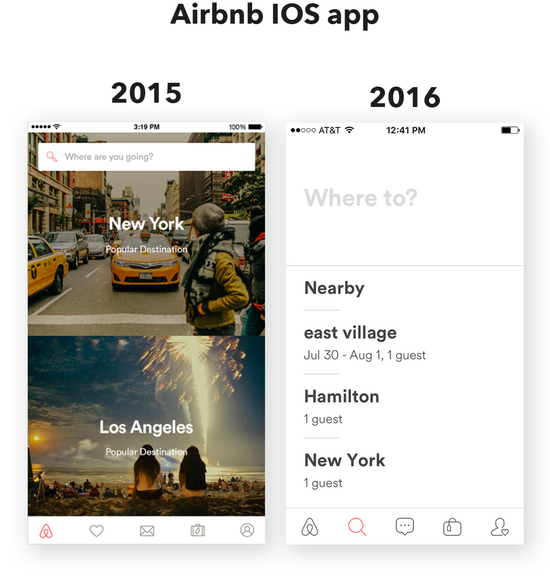 Airbnb IOS app
2015
3:19 PM
100%
Where are you going?
New York
Popular Destination
Los Angeles
Popular Destination
2016
AT&T
12:41 PM
Where to?
Nearby
east village
Jul 30 - Aug 1, 1 guest
Hamilton
1 guest
New York
1 guest